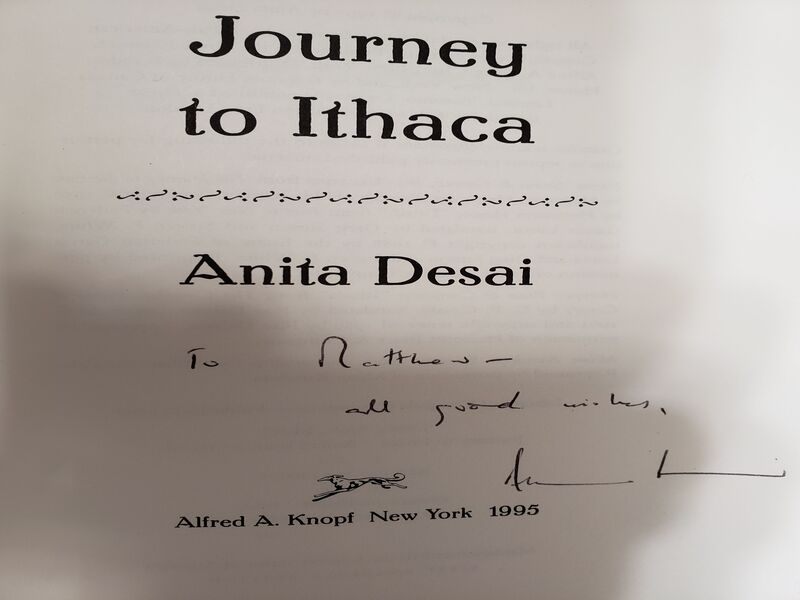 Journey
to Ithaca
Anita Desai
To Matthew –
all good wishes,
Alfred A. Knopf New York 1995